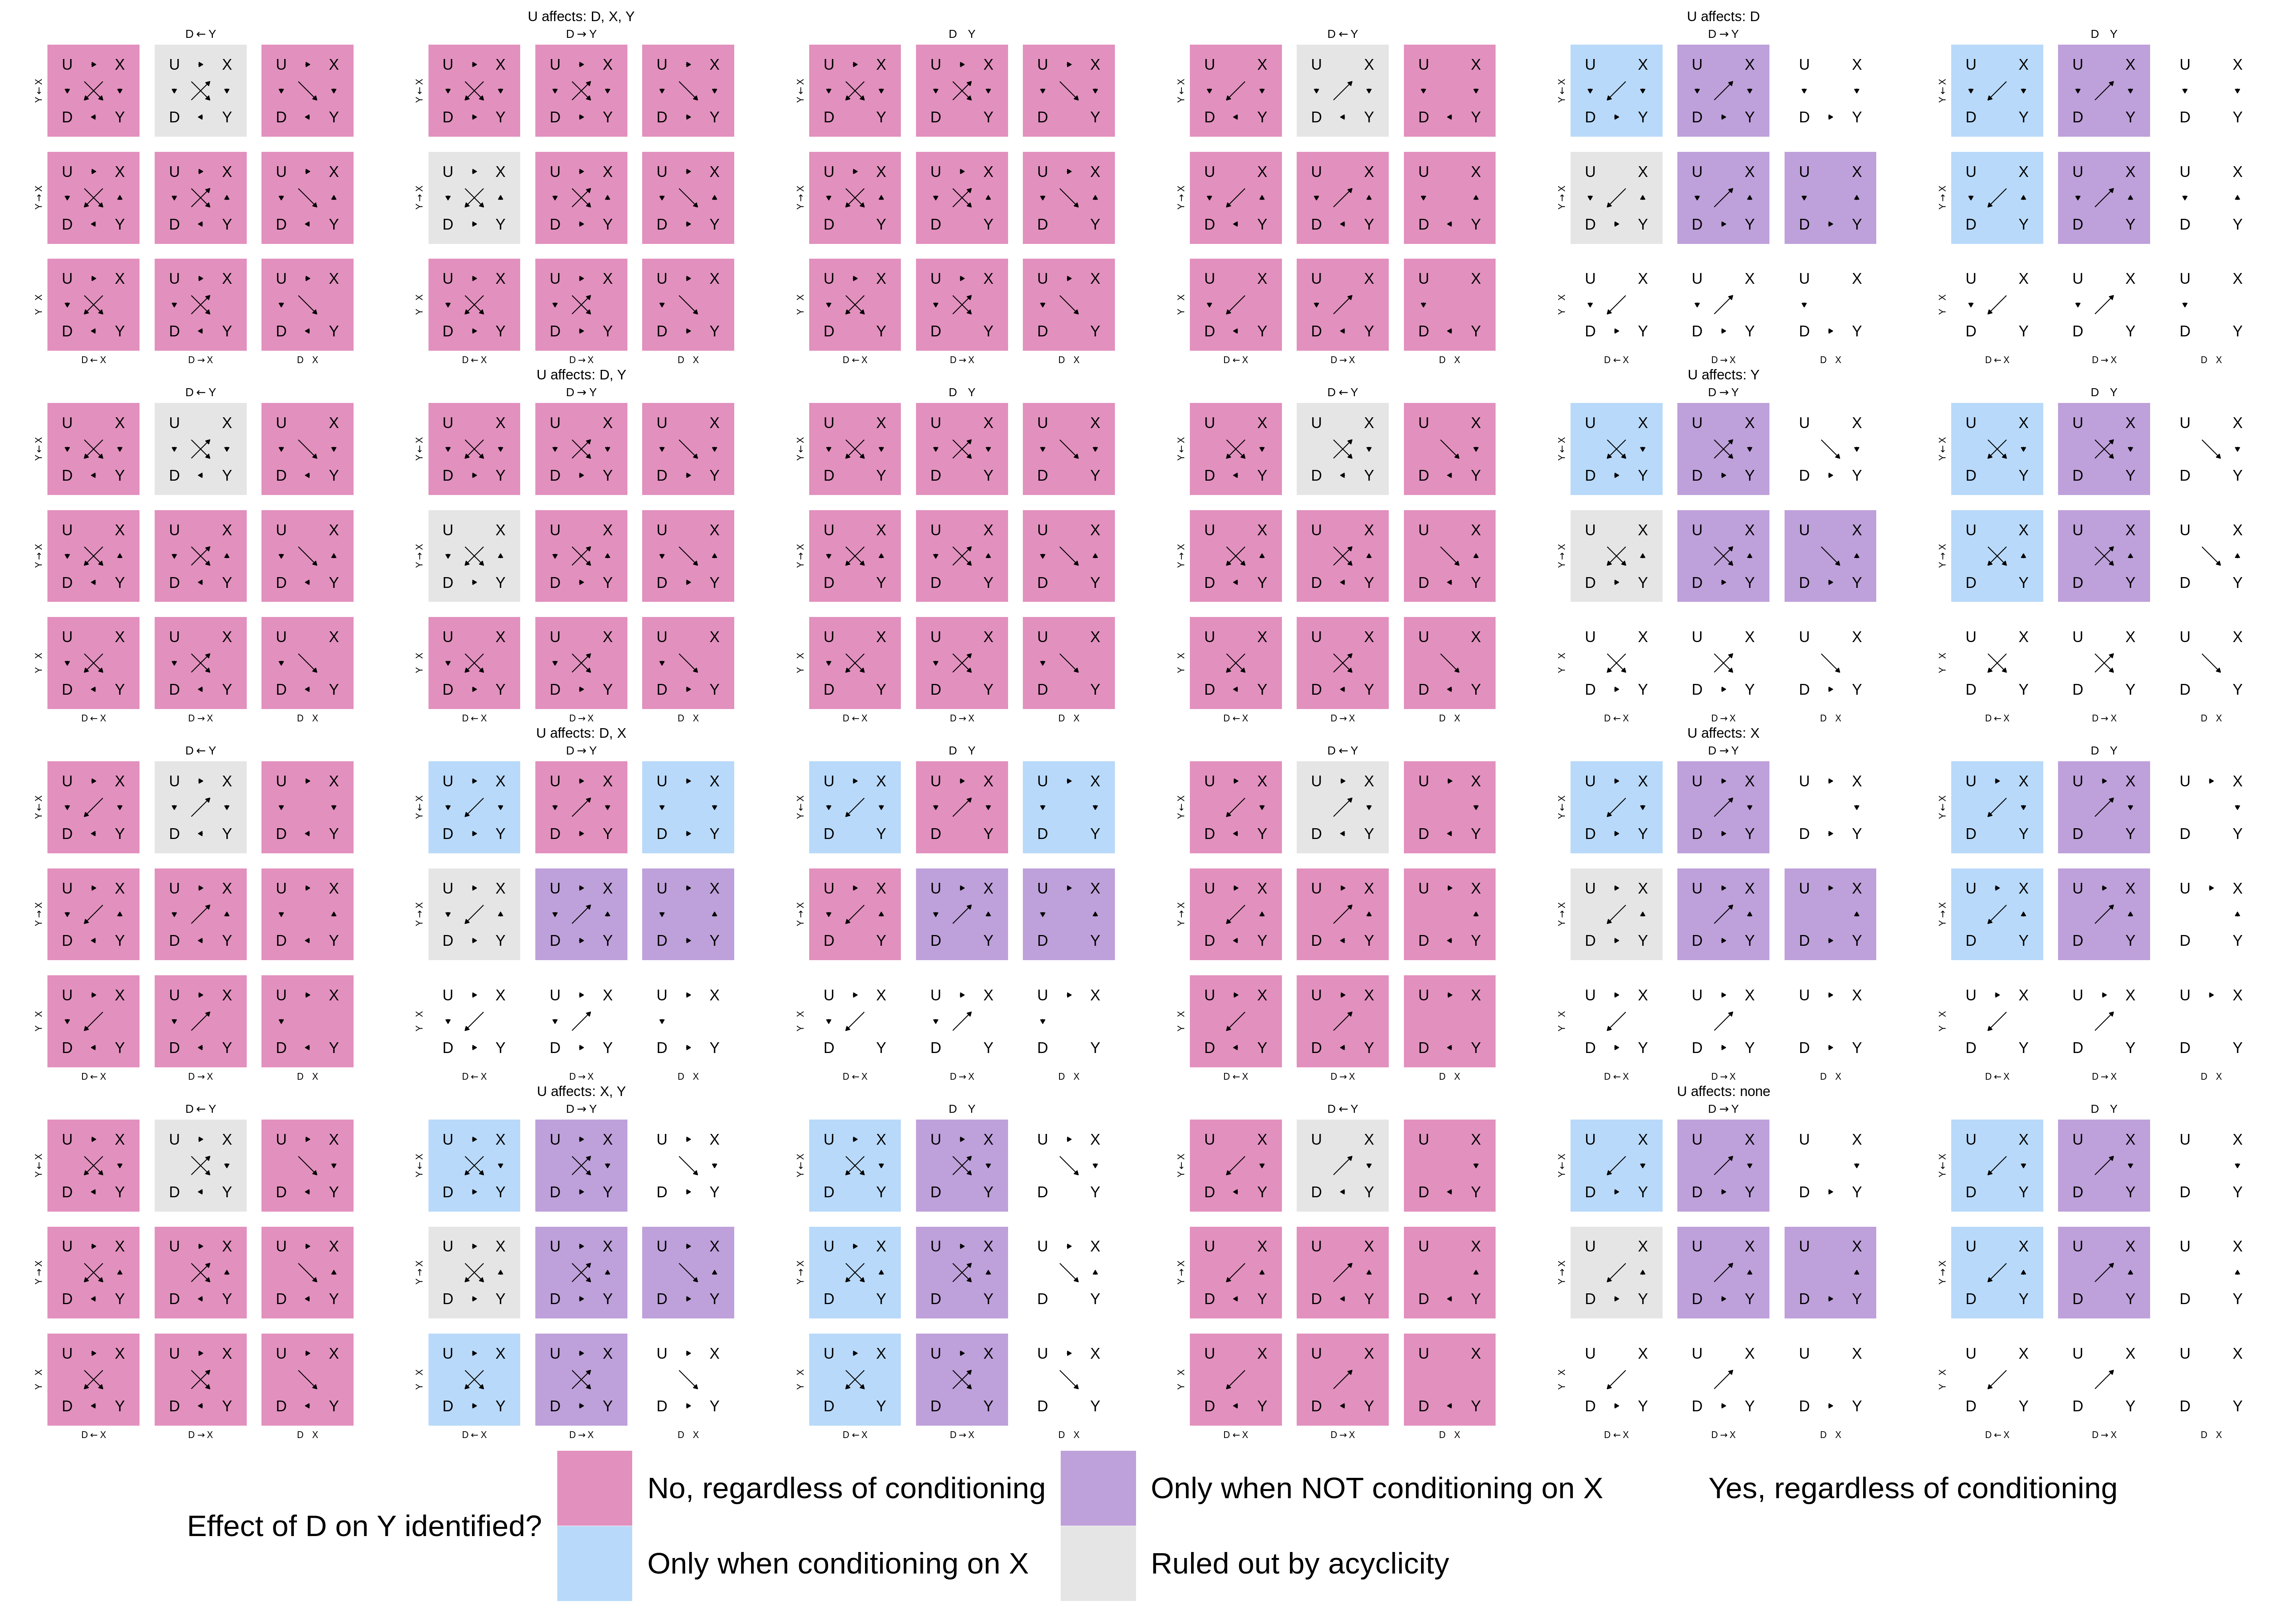 U affects: D, X, Y U affects: D
D ← Y D → Y D Y D ← Y D → Y D Y
U X U X U X U X U X U X U X U X U X U X U X U X U X U X U X U X U X U X
Y ← X Y ← X Y ← X Y ← X Y ← X Y ← X
D Y D Y D Y D Y D Y D Y D Y D Y D Y D Y D Y D Y D Y D Y D Y D Y D Y D Y
U X U X U X U X U X U X U X U X U X U X U X U X U X U X U X U X U X U X
Y → X Y → X Y → X Y → X Y → X Y → X
D Y D Y D Y D Y D Y D Y D Y D Y D Y D Y D Y D Y D Y D Y D Y D Y D Y D Y
U X U X U X U X U X U X U X U X U X U X U X U X U X U X U X U X U X U X
Y X Y X Y X Y X Y X Y X
D Y D Y D Y D Y D Y D Y D Y D Y D Y D Y D Y D Y D Y D Y D Y D Y D Y D Y
D ← X D → X D X D ← X D → X D X D ← X D → X D X D ← X D → X D X D ← X D → X D X D ← X D → X D X
U affects: D, Y U affects: Y
D ← Y D → Y D Y D ← Y D → Y D Y
U X U X U X U X U X U X U X U X U X U X U X U X U X U X U X U X U X U X
Y ← X Y ← X Y ← X Y ← X Y ← X Y ← X
D Y D Y D Y D Y D Y D Y D Y D Y D Y D Y D Y D Y D Y D Y D Y D Y D Y D Y
U X U X U X U X U X U X U X U X U X U X U X U X U X U X U X U X U X U X
Y → X Y → X Y → X Y → X Y → X Y → X
D Y D Y D Y D Y D Y D Y D Y D Y D Y D Y D Y D Y D Y D Y D Y D Y D Y D Y
U X U X U X U X U X U X U X U X U X U X U X U X U X U X U X U X U X U X
Y X Y X Y X Y X Y X Y X
D Y D Y D Y D Y D Y D Y D Y D Y D Y D Y D Y D Y D Y D Y D Y D Y D Y D Y
D ← X D → X D X D ← X D → X D X D ← X D → X D X D ← X D → X D X D ← X D → X D X D ← X D → X D X
U affects: D, X U affects: X
D ← Y D → Y D Y D ← Y D → Y D Y
U X U X U X U X U X U X U X U X U X U X U X U X U X U X U X U X U X U X
Y ← X Y ← X Y ← X Y ← X Y ← X Y ← X
D Y D Y D Y D Y D Y D Y D Y D Y D Y D Y D Y D Y D Y D Y D Y D Y D Y D Y
U X U X U X U X U X U X U X U X U X U X U X U X U X U X U X U X U X U X
Y → X Y → X Y → X Y → X Y → X Y → X
D Y D Y D Y D Y D Y D Y D Y D Y D Y D Y D Y D Y D Y D Y D Y D Y D Y D Y
U X U X U X U X U X U X U X U X U X U X U X U X U X U X U X U X U X U X
Y X Y X Y X Y X Y X Y X
D Y D Y D Y D Y D Y D Y D Y D Y D Y D Y D Y D Y D Y D Y D Y D Y D Y D Y
D ← X D → X D X D ← X D → X D X D ← X D → X D X D ← X D → X D X D ← X D → X D X D ← X D → X D X
U affects: X, Y U affects: none
D ← Y D → Y D Y D ← Y D → Y D Y
U X U X U X U X U X U X U X U X U X U X U X U X U X U X U X U X U X U X
Y ← X Y ← X Y ← X Y ← X Y ← X Y ← X
D Y D Y D Y D Y D Y D Y D Y D Y D Y D Y D Y D Y D Y D Y D Y D Y D Y D Y
U X U X U X U X U X U X U X U X U X U X U X U X U X U X U X U X U X U X
Y → X Y → X Y → X Y → X Y → X Y → X
D Y D Y D Y D Y D Y D Y D Y D Y D Y D Y D Y D Y D Y D Y D Y D Y D Y D Y
U X U X U X U X U X U X U X U X U X U X U X U X U X U X U X U X U X U X
Y X Y X Y X Y X Y X Y X
D Y D Y D Y D Y D Y D Y D Y D Y D Y D Y D Y D Y D Y D Y D Y D Y D Y D Y
D ← X D → X D X D ← X D → X D X D ← X D → X D X D ← X D → X D X D ← X D → X D X D ← X D → X D X
Effect of D on Y identified?
No, regardless of conditioning
Only when conditioning on X
Only when NOT conditioning on X
Ruled out by acyclicity
Yes, regardless of conditioning